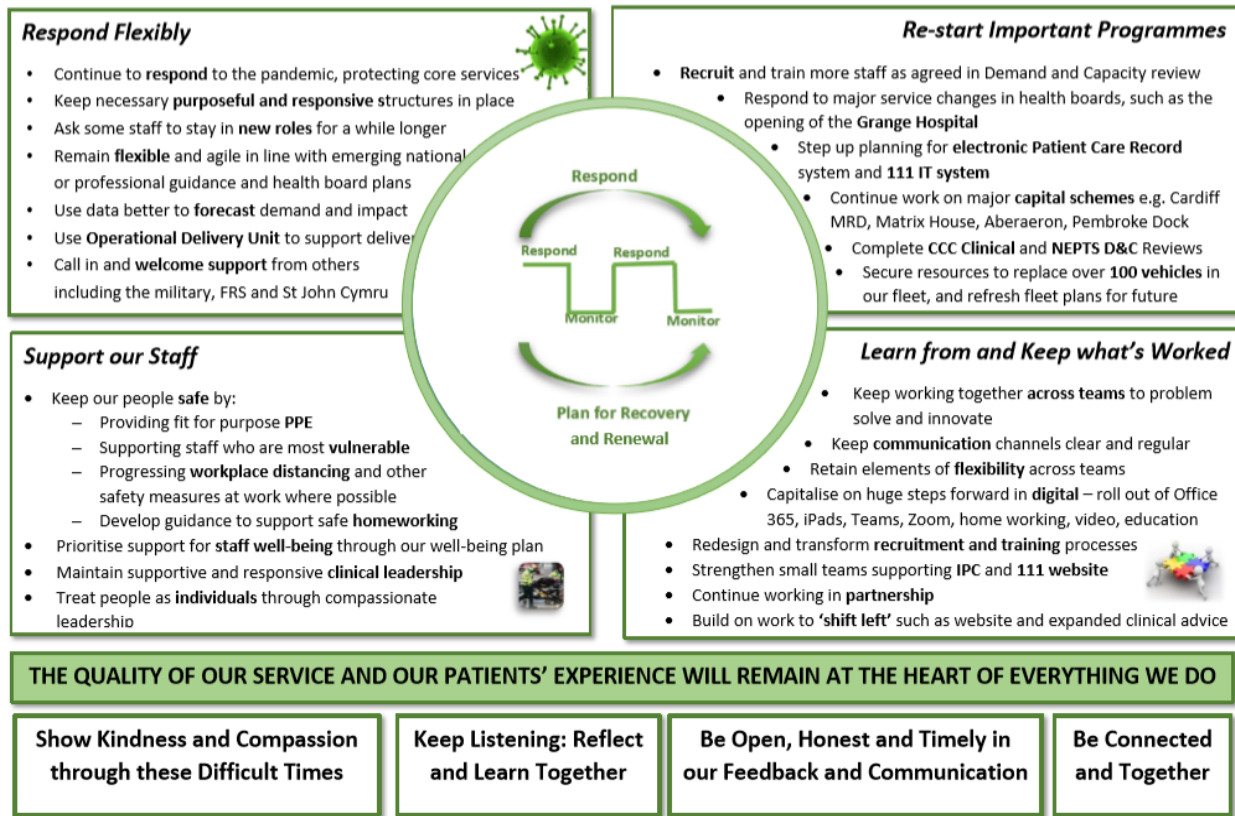 Respond Flexibly
• Continue to respond to the pandemic, protecting core services
• Keep necessary purposeful and responsive structures in place
• Ask some staff to stay in new roles for a while longer
• Remain flexible and agile in line with emerging national
or professional guidance and health board plans
• Use data better to forecast demand and impact
• Use Operational Delivery Unit to support deliver
• Call in and welcome support from others
including the military, FRS and St John Cymru
Re-start Important Programmes
• Recruit and train more staff as agreed in Demand and Capacity review
• Respond to major service changes in health boards, such as the
opening of the Grange Hospital
• Step up planning for electronic Patient Care Record
system and 111 IT system
• Continue work on major capital schemes e.g. Cardiff
MRD, Matrix House, Aberaeron, Pembroke Dock
• Complete CCC Clinical and NEPTS D&C Reviews
• Secure resources to replace over 100 vehicles in
our fleet, and refresh fleet plans for future
Respond
Respond Respond
Monitor Monitor
Plan for Recovery
and Renewal
Support our Staff
• Keep our people safe by:
– Providing fit for purpose PPE
– Supporting staff who are most vulnerable
– Progressing workplace distancing and other
safety measures at work where possible
– Develop guidance to support safe homeworking
• Prioritise support for staff well-being through our well-being plan
• Maintain supportive and responsive clinical leadership
• Treat people as individuals through compassionate
leadership
Learn from and Keep what's Worked
• Keep working together across teams to problem
solve and innovate
• Keep communication channels clear and regular
• Retain elements of flexibility across teams
• Capitalise on huge steps forward in digital – roll out of Office
365, iPads, Teams, Zoom, home working, video, education
• Redesign and transform recruitment and training processes
• Strengthen small teams supporting IPC and 111 website
• Continue working in partnership
• Build on work to 'shift left' such as website and expanded clinical advice
THE QUALITY OF OUR SERVICE AND OUR PATIENTS' EXPERIENCE WILL REMAIN AT THE HEART OF EVERYTHING WE DO
Show Kindness and Compassion
through these Difficult Times
Keep Listening: Reflect
and Learn Together
Be Open, Honest and Timely in
our Feedback and Communication
Be Connected
and Together